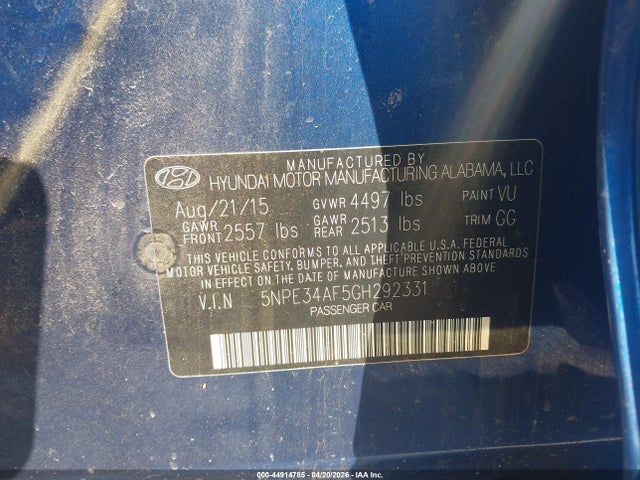 MANUFACTURED BY
HYUNDAI MOTOR MANUFACTURING ALABAMA, LLC
Aug/21/15 GVWR 4497 lbs PAINT VU
GAWR FRONT 2557 lbs GAWR REAR 2513 lbs TRIM GG
THIS VEHICLE CONFORMS TO ALL APPLICABLE U.S.A. FEDERAL
MOTOR VEHICLE SAFETY, BUMPER, AND THEFT PREVENTION STANDARDS
IN EFFECT ON THE DATE OF MANUFACTURE SHOWN ABOVE.
V.I.N 5NPE34AF5GH292331
PASSENGER CAR
000-44914785 - 04/20/2026 - IAA Inc.